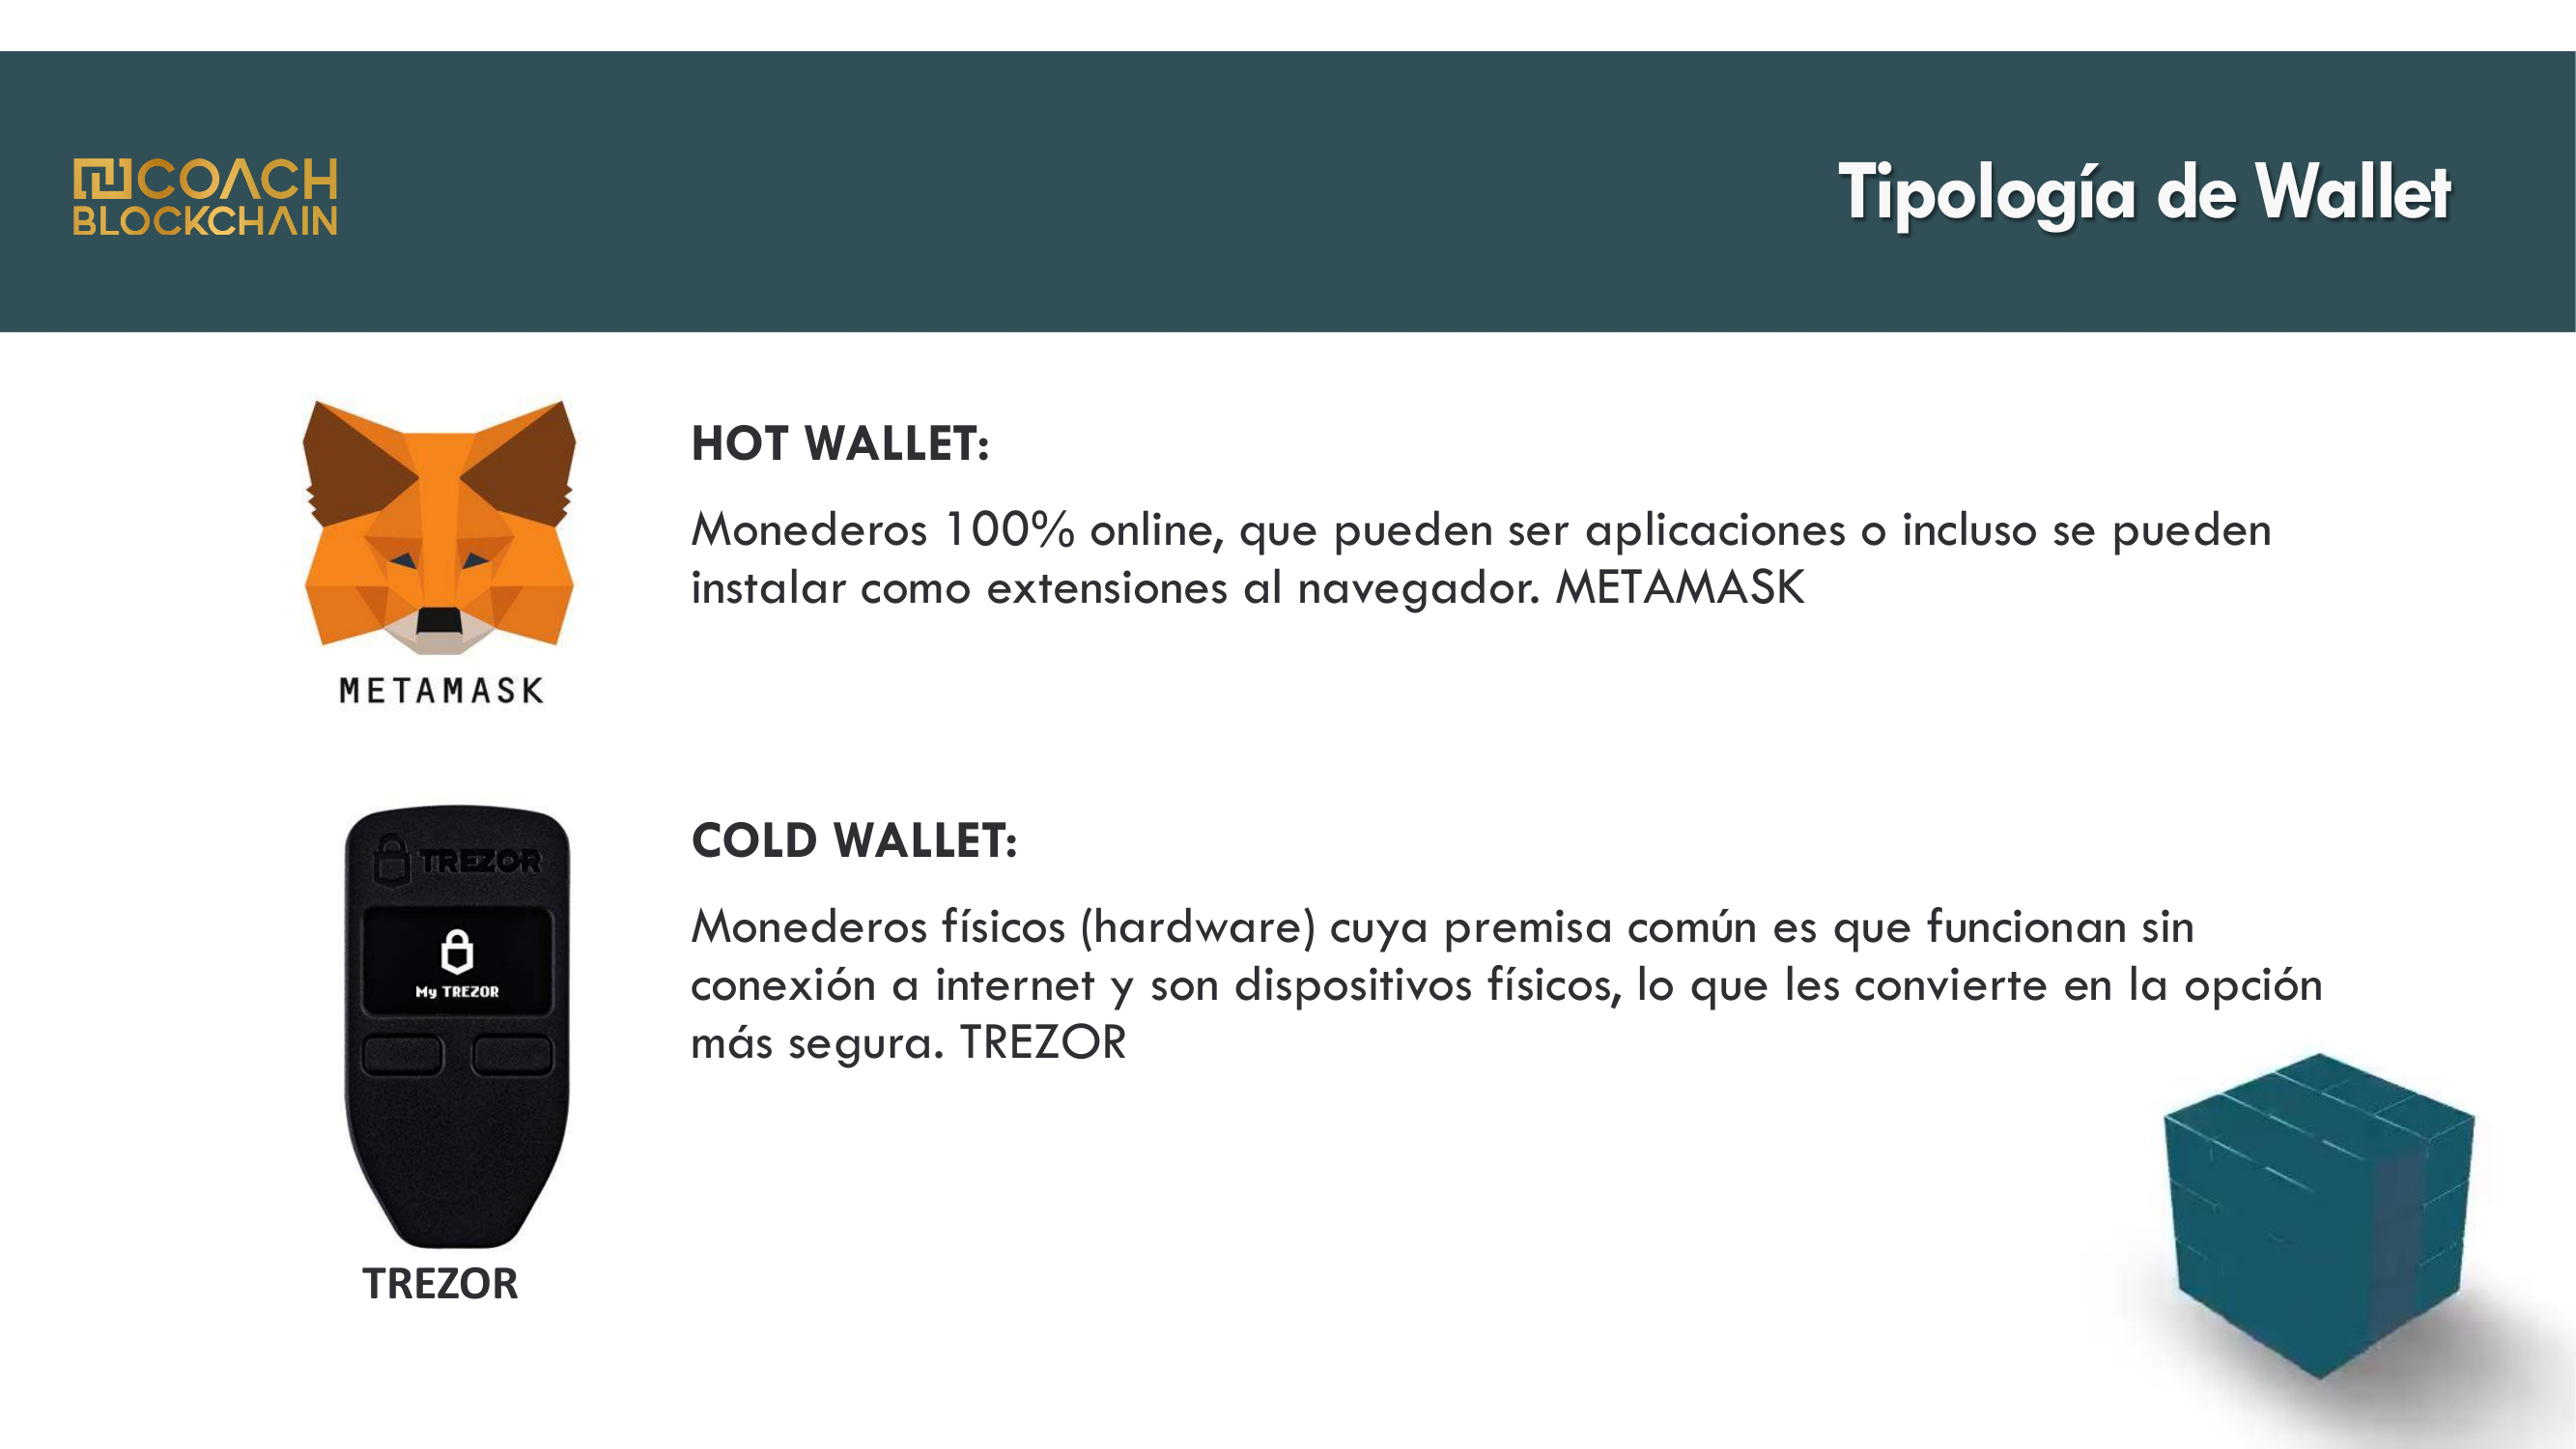 COACH
BLOCKCHAIN
Tipología de Wallet
HOT WALLET:
Monederos 100% online, que pueden ser aplicaciones o incluso se pueden
instalar como extensiones al navegador. METAMASK
METAMASK
COLD WALLET:
Monederos físicos (hardware) cuya premisa común es que funcionan sin
conexión a internet y son dispositivos físicos, lo que les convierte en la opción
más segura. TREZOR
TREZOR
My TREZOR
TREZOR